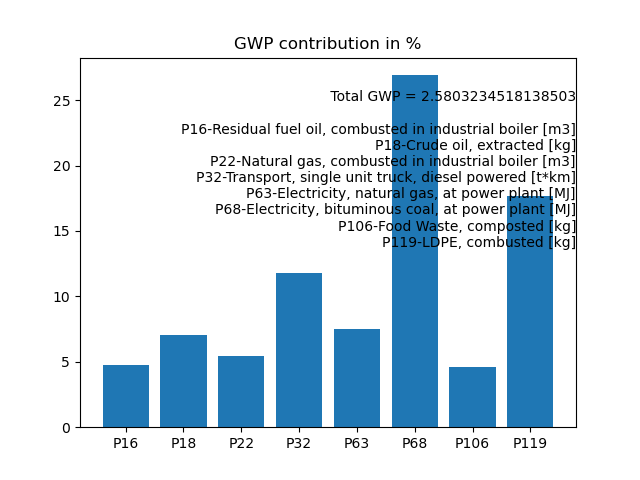 GWP contribution in %
25
20
15
10
5
0
Total GWP = 2.5803234518138503
P16-Residual fuel oil, combusted in industrial boiler [m3]
P18-Crude oil, extracted [kg]
P22-Natural gas, combusted in industrial boiler [m3]
P32-Transport, single unit truck, diesel powered [t*km]
P63-Electricity, natural gas, at power plant [MJ]
P68-Electricity, bituminous coal, at power plant [MJ]
P106-Food Waste, composted [kg]
P119-LDPE, combusted [kg]
P16 P18 P22 P32 P63 P68 P106 P119